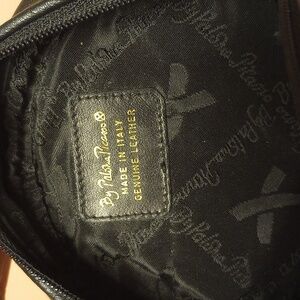 By Paloma Picasso®
MADE IN ITALY
GENUINE LEATHER